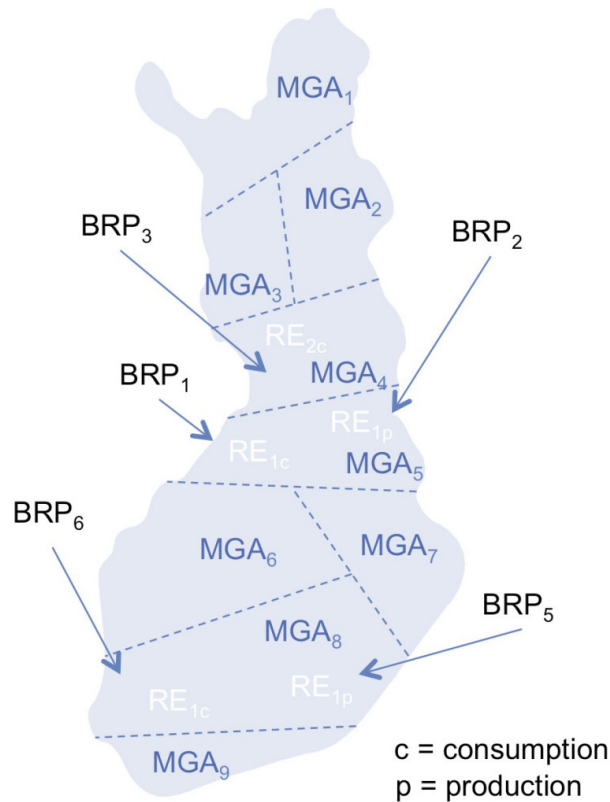 MGA₁
MGA₂
BRP₃
BRP₂
MGA₃
RE₂c
MGA₄
BRP₁
RE₁p
RE₁c
MGA₅
BRP₆
MGA₆
MGA₇
BRP₅
MGA₈
RE₁c
RE₁p
c = consumption
MGA₉
p = production